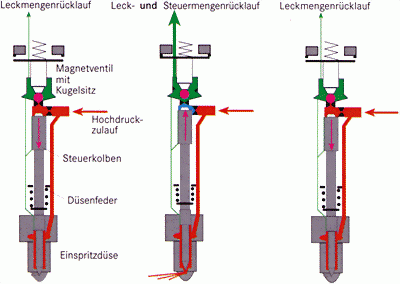 Leckmengenrücklauf
Leck- und Steuermengenrücklauf
Leckmengenrücklauf
Magnetventil
mit
Kugelsitz
Hochdruck-
zulauf
Steuerkolben
Düsenfeder
Einspritzdüse